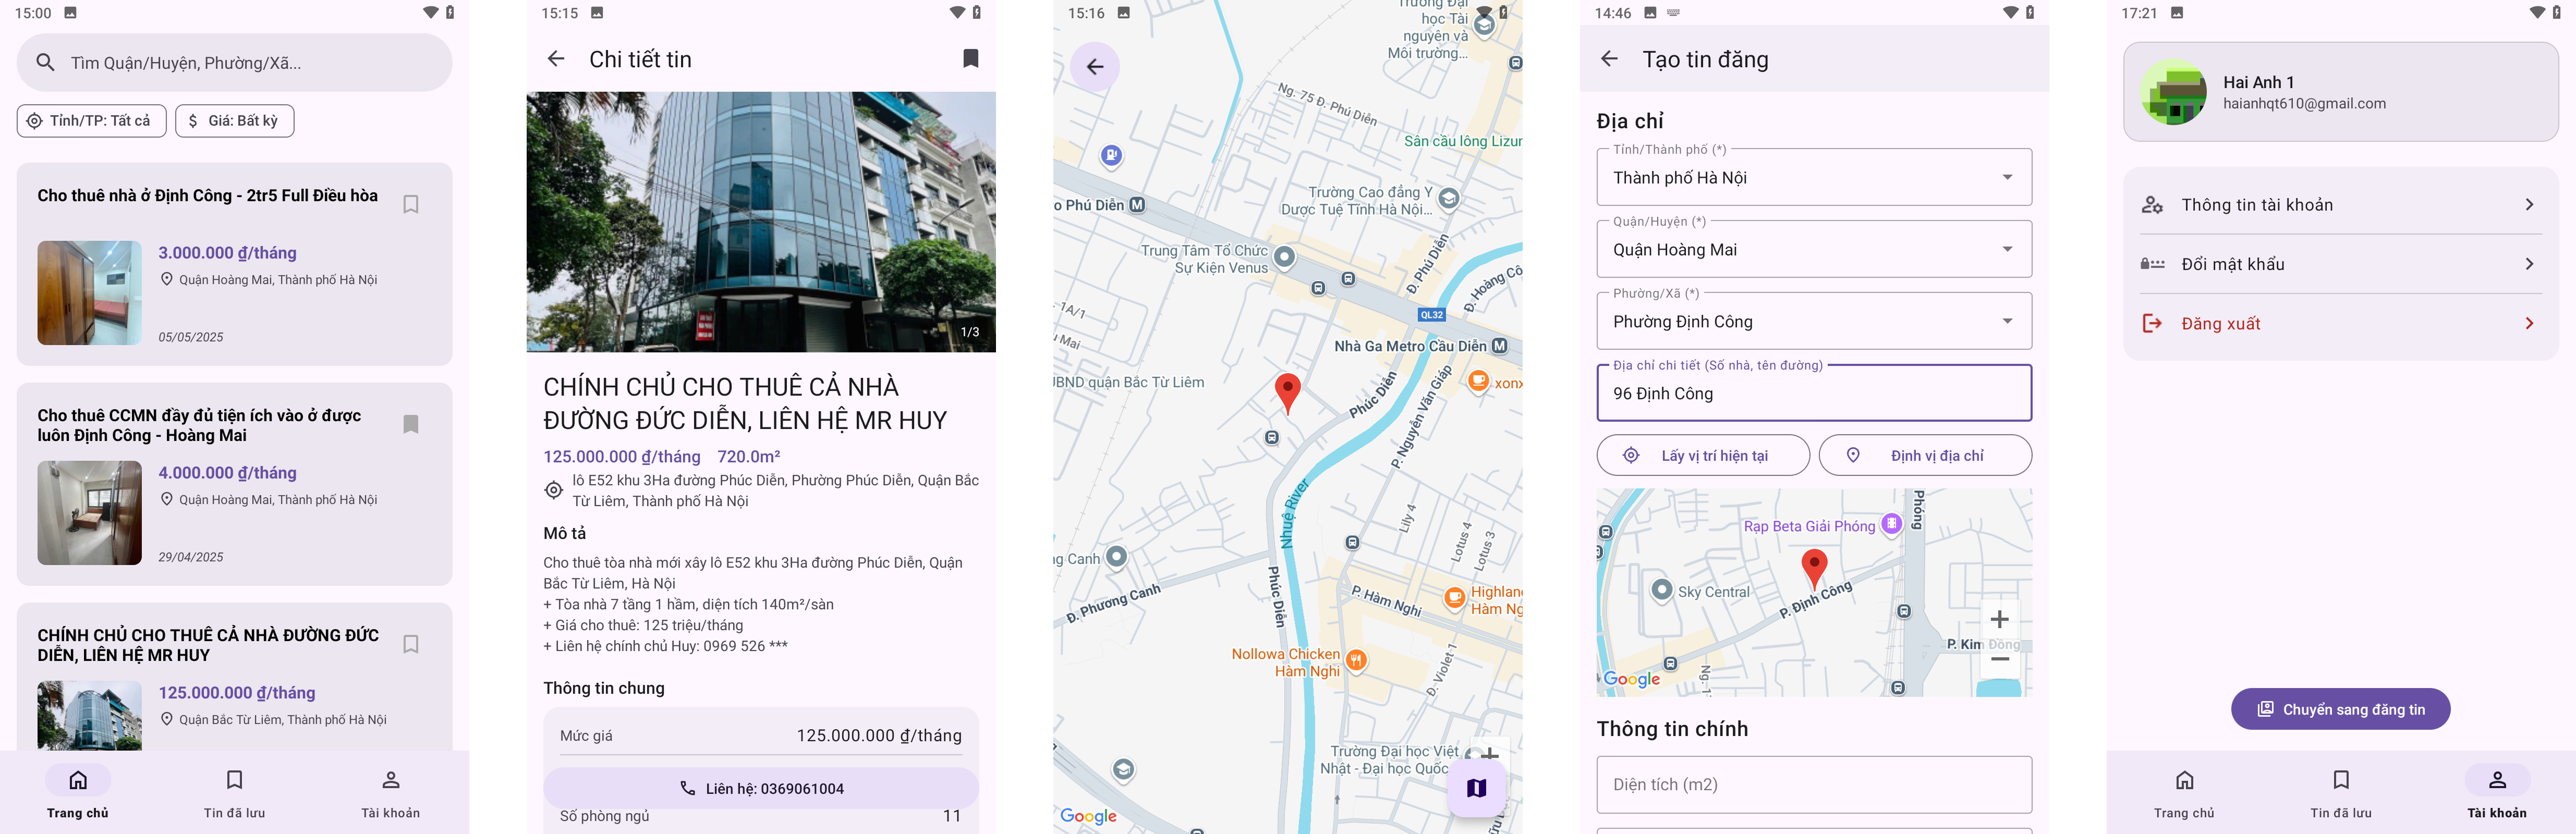 15:00
Tìm Quận/Huyện, Phường/Xã...
Tỉnh/TP: Tất cả
Giá: Bất kỳ
Cho thuê nhà ở Định Công - 2tr5 Full Điều hòa
3.000.000 ₫/tháng
Quận Hoàng Mai, Thành phố Hà Nội
05/05/2025
Cho thuê CCMN đầy đủ tiện ích vào ở được
luôn Định Công - Hoàng Mai
4.000.000 ₫/tháng
Quận Hoàng Mai, Thành phố Hà Nội
29/04/2025
CHÍNH CHỦ CHO THUÊ CẢ NHÀ ĐƯỜNG ĐỨC
DIỄN, LIÊN HỆ MR HUY
125.000.000 ₫/tháng
Quận Bắc Từ Liêm, Thành phố Hà Nội
Trang chủ
Tin đã lưu
Tài khoản
15:15
Chi tiết tin
1/3
CHÍNH CHỦ CHO THUÊ CẢ NHÀ
ĐƯỜNG ĐỨC DIỄN, LIÊN HỆ MR HUY
125.000.000 ₫/tháng 720.0m²
lô E52 khu 3Ha đường Phúc Diễn, Phường Phúc Diễn, Quận Bắc
Từ Liêm, Thành phố Hà Nội
Mô tả
Cho thuê tòa nhà mới xây lô E52 khu 3Ha đường Phúc Diễn, Quận
Bắc Từ Liêm, Hà Nội
+ Tòa nhà 7 tầng 1 hầm, diện tích 140m²/sàn
+ Giá cho thuê: 125 triệu/tháng
+ Liên hệ chính chủ Huy: 0969 526 ***
Thông tin chung
Mức giá 125.000.000 ₫/tháng
Liên hệ: 0369061004
Số phòng ngủ 11
15:16
Trường Đại
học Tài
nguyên và
Môi trường...
Ng. 75 Đ. Phú Diễn
Sân cầu lông Lizun
Trường Cao đẳng Y
Dược Tuệ Tĩnh Hà Nội...
o Phú Diễn
Trung Tâm Tổ Chức
Sự Kiện Venus
Đ. Phú Diễn
Đ. Hoàng Cô
1A/1
Mai
QL32
Nhà Ga Metro Cầu Diễn
UBND quận Bắc Từ Liêm
xonx
Phúc Diễn
P. Nguyễn Văn Giáp
Nhuệ River
Lily 4
Lotus 4
Lotus 3
ng Canh
Đ. Phương Canh
Phúc Diễn
P. Hàm Nghi
Highlan
Hàm Ng
Nollowa Chicken
Hàm Nghi
Đ. Violet 1
Trường Đại học Việt
Nhật - Đại học Quốc
Google
14:46
Tạo tin đăng
Địa chỉ
Tỉnh/Thành phố (*)
Thành phố Hà Nội
Quận/Huyện (*)
Quận Hoàng Mai
Phường/Xã (*)
Phường Định Công
Địa chỉ chi tiết (Số nhà, tên đường)
96 Định Công
Lấy vị trí hiện tại
Định vị địa chỉ
Phóng
Rạp Beta Giải Phóng
Sky Central
P. Định Công
P. Kim Đồng
Ng. 1
Google
Thông tin chính
Diện tích (m2)
17:21
Hai Anh 1
haianhqt610@gmail.com
Thông tin tài khoản
Đổi mật khẩu
Đăng xuất
Chuyển sang đăng tin
Trang chủ
Tin đã lưu
Tài khoản